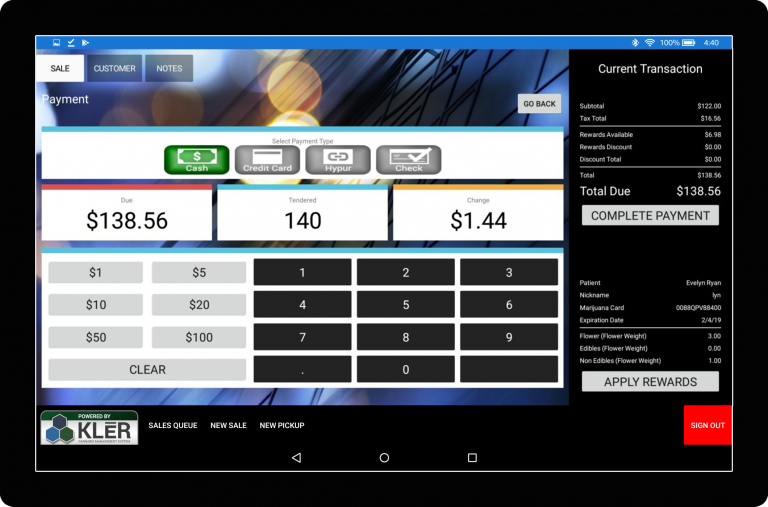 100% 4:40
SALE CUSTOMER NOTES
Payment
GO BACK
Select Payment Type
Cash Credit Card Hypur Check
Due Tendered Change
$138.56 140 $1.44
$1 $5 1 2 3
$10 $20 4 5 6
$50 $100 7 8 9
CLEAR . 0
Current Transaction
Subtotal $122.00
Tax Total $16.56
Rewards Available $6.98
Rewards Discount $0.00
Discount Total $0.00
Total $138.56
Total Due $138.56
COMPLETE PAYMENT
Patient Evelyn Ryan
Nickname lyn
Marijuana Card 0088QPV88400
Expiration Date 2/4/19
Flower (Flower Weight) 3.00
Edibles (Flower Weight) 0.00
Non Edibles (Flower Weight) 1.00
APPLY REWARDS
POWERED BY
KLĒR
CANNABIS MANAGEMENT SYSTEM
SALES QUEUE NEW SALE NEW PICKUP
SIGN OUT